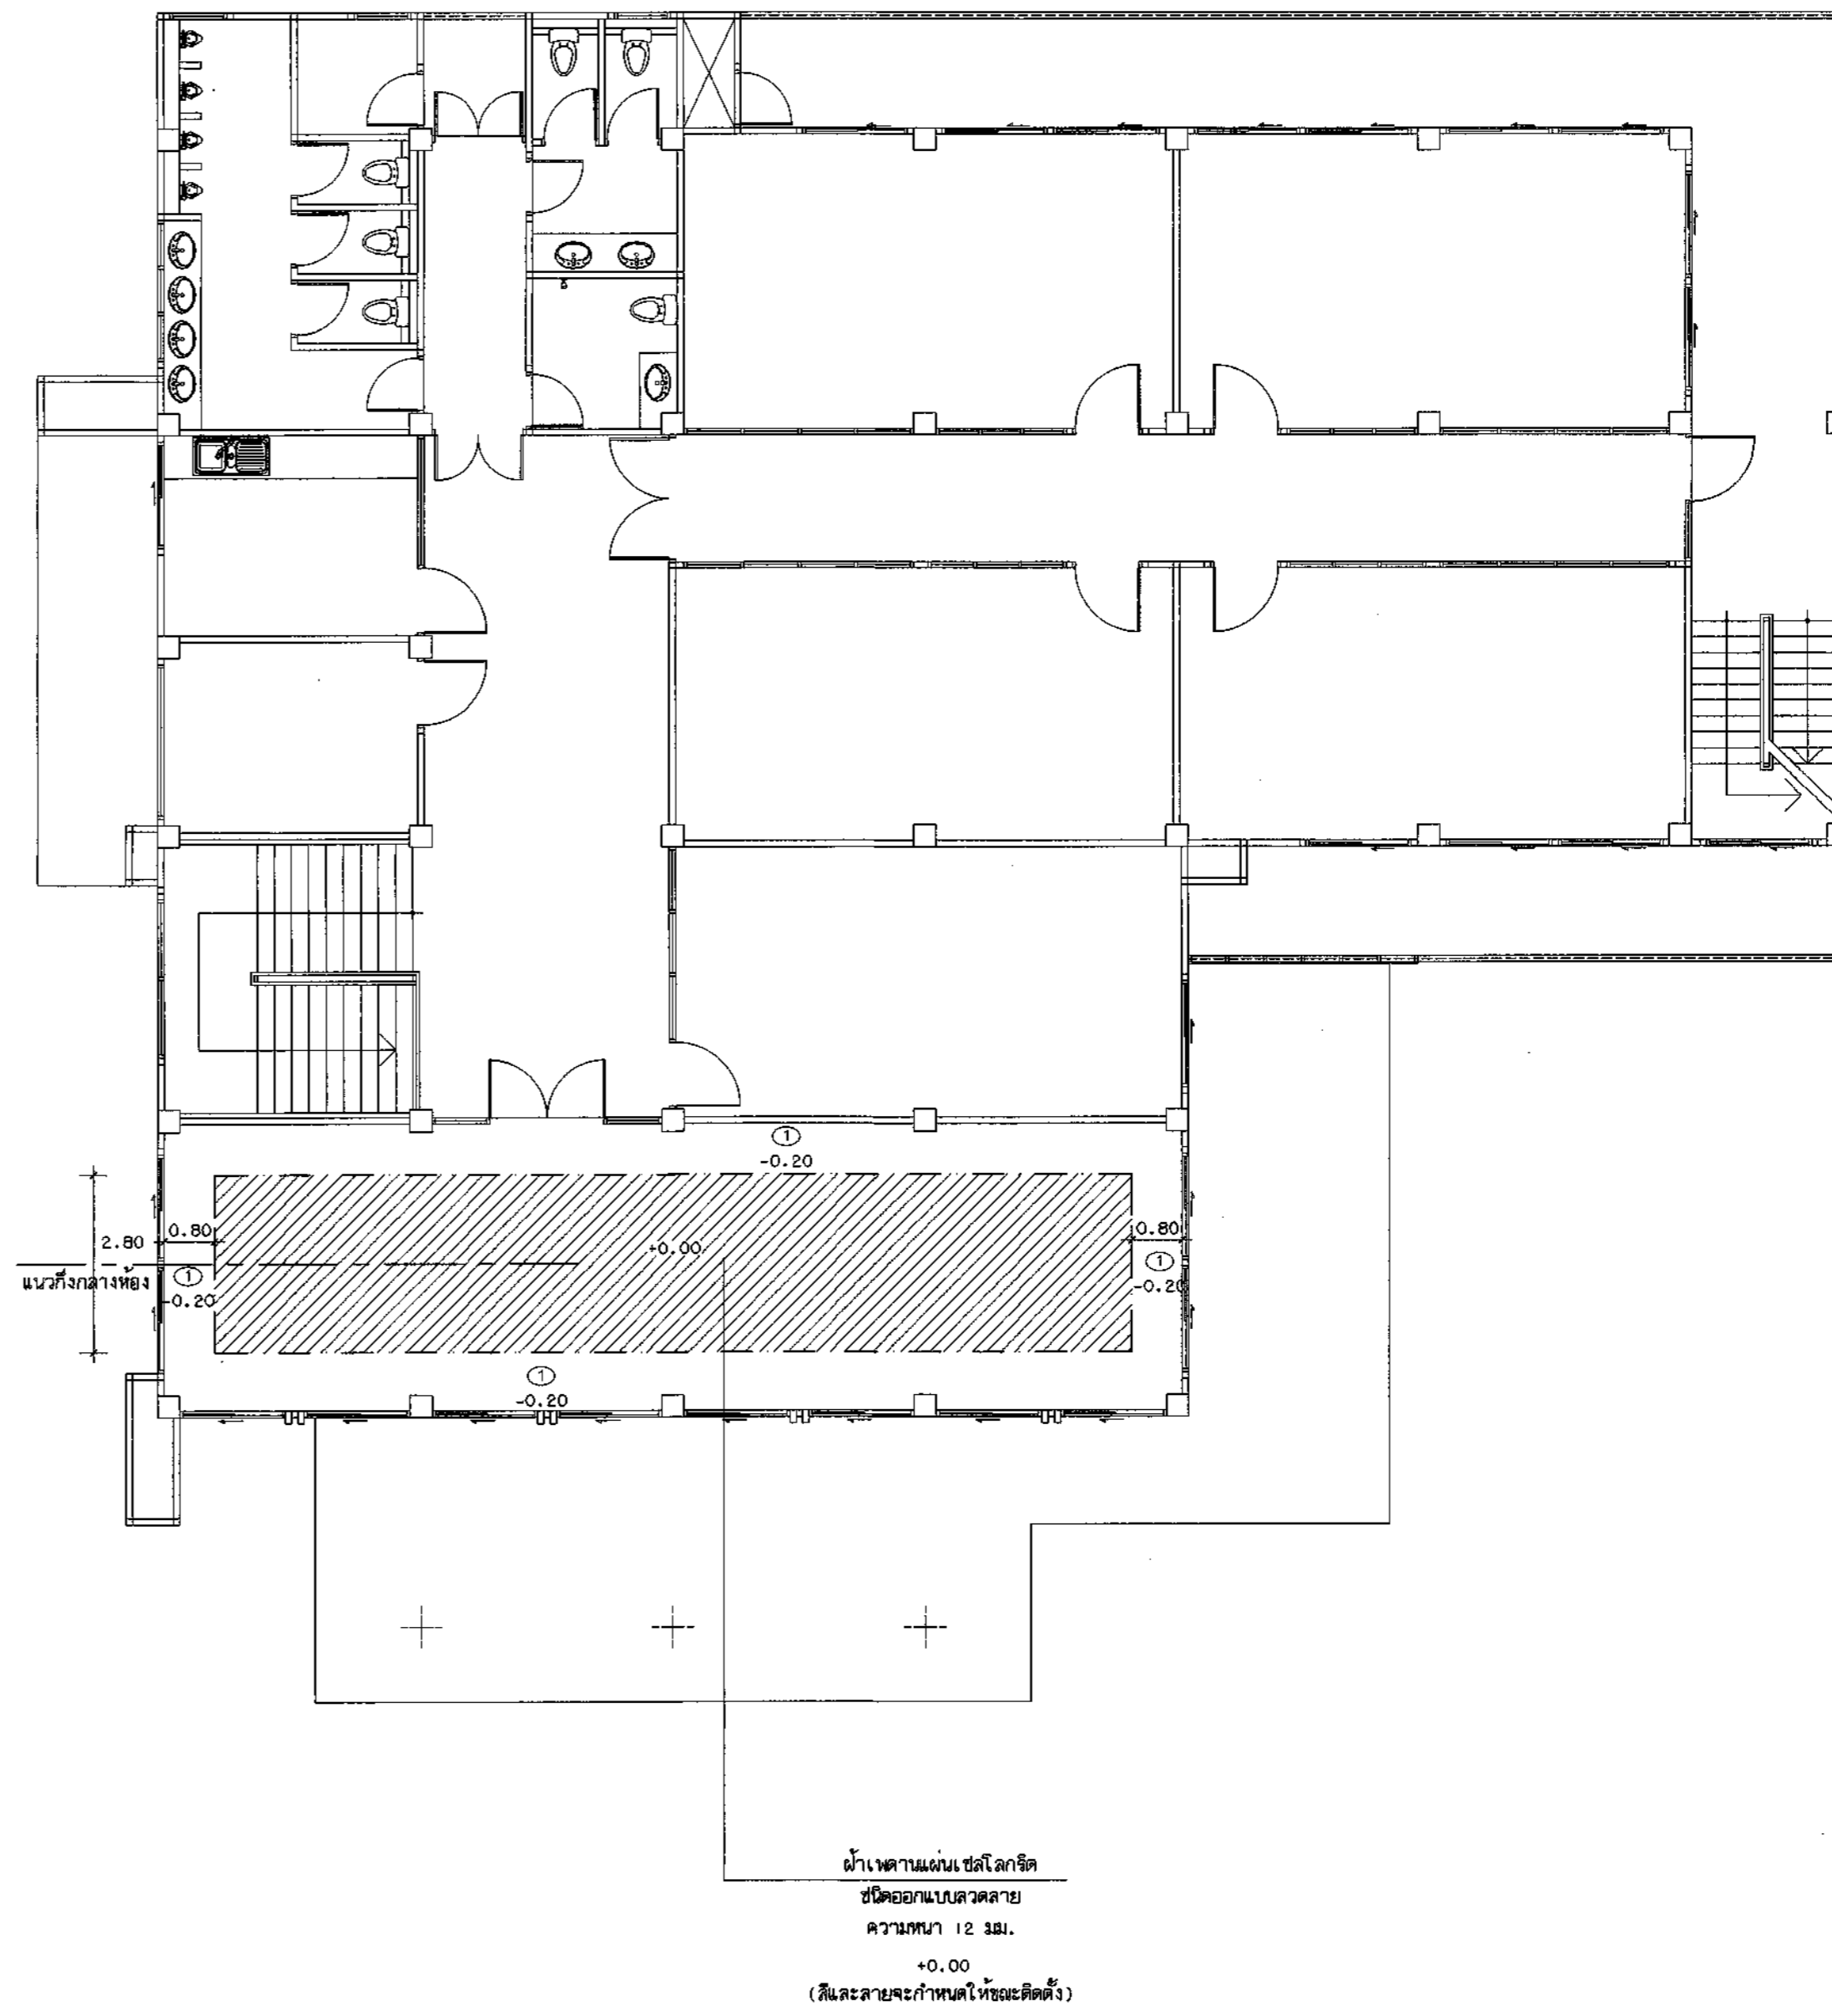 ①
-0.20
0.80
0.80
2.80
+0.00
แนวกึ่งกลางห้อง
①
-0.20
①
-0.20
①
-0.20
ฝ้าเพดานแผ่นเซลโลกรีต
ชนิดออกแบบลวดลาย
ความหนา 12 มม.
+0.00
(สีและลายจะกำหนดให้ขณะติดตั้ง)